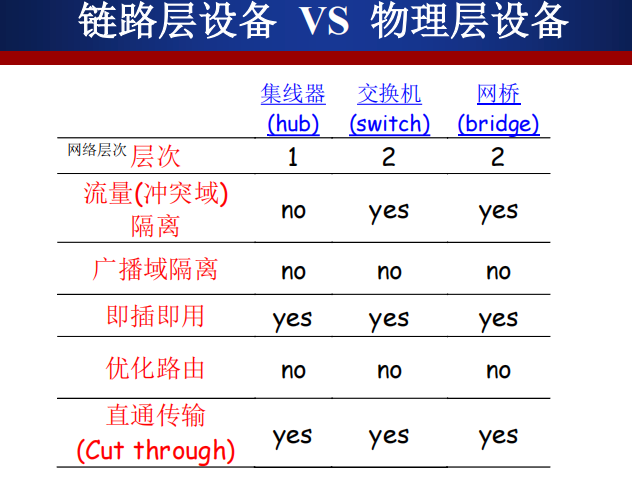 链路层设备 VS 物理层设备
集线器 交换机 网桥
(hub) (switch) (bridge)
网络层次 层次 1 2 2
流量(冲突域)
隔离 no yes yes
广播域隔离 no no no
即插即用 yes yes yes
优化路由 no no no
直通传输
(Cut through) yes yes yes